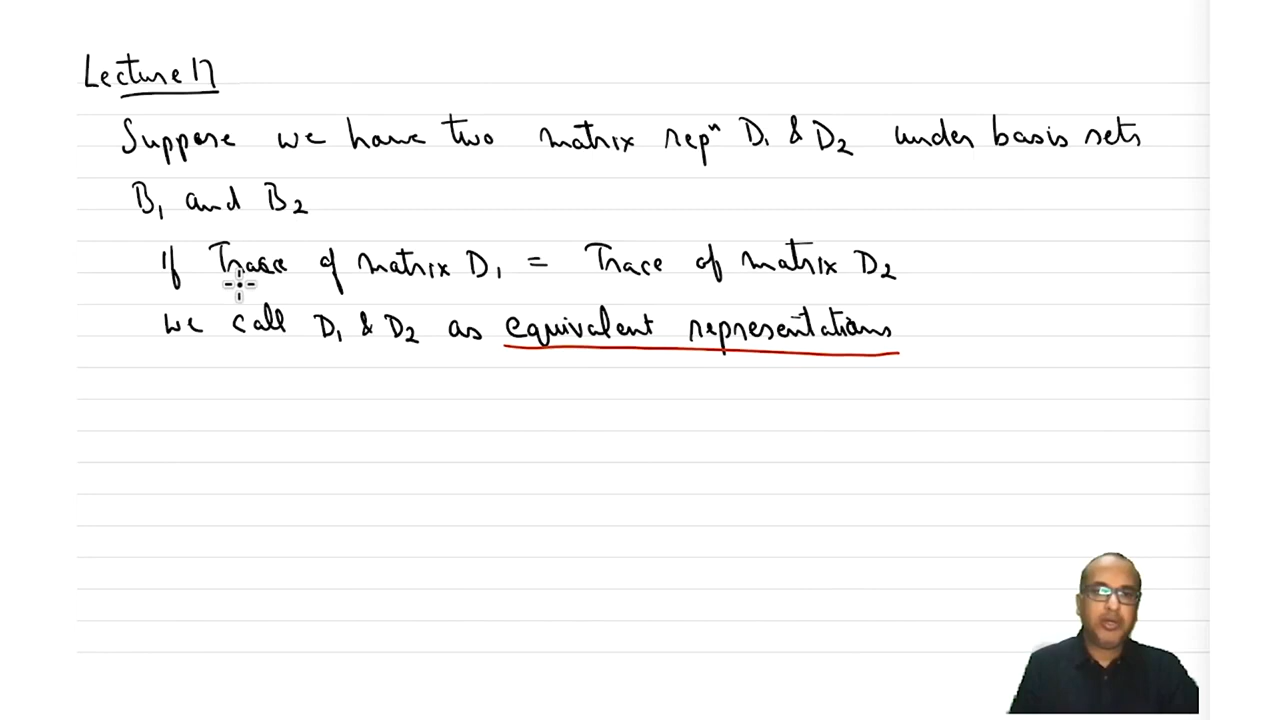 Lecture 17
Suppose we have two matrix repⁿ D₁ & D₂ under basis sets
B₁ and B₂
If Trace of matrix D₁ = Trace of matrix D₂
we call D₁ & D₂ as equivalent representations